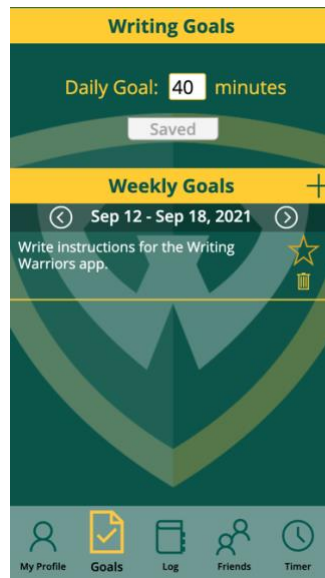 Writing Goals
Daily Goal: 40 minutes
Saved
Weekly Goals +
Sep 12 - Sep 18, 2021
Write instructions for the Writing
Warriors app.
My Profile Goals Log Friends Timer